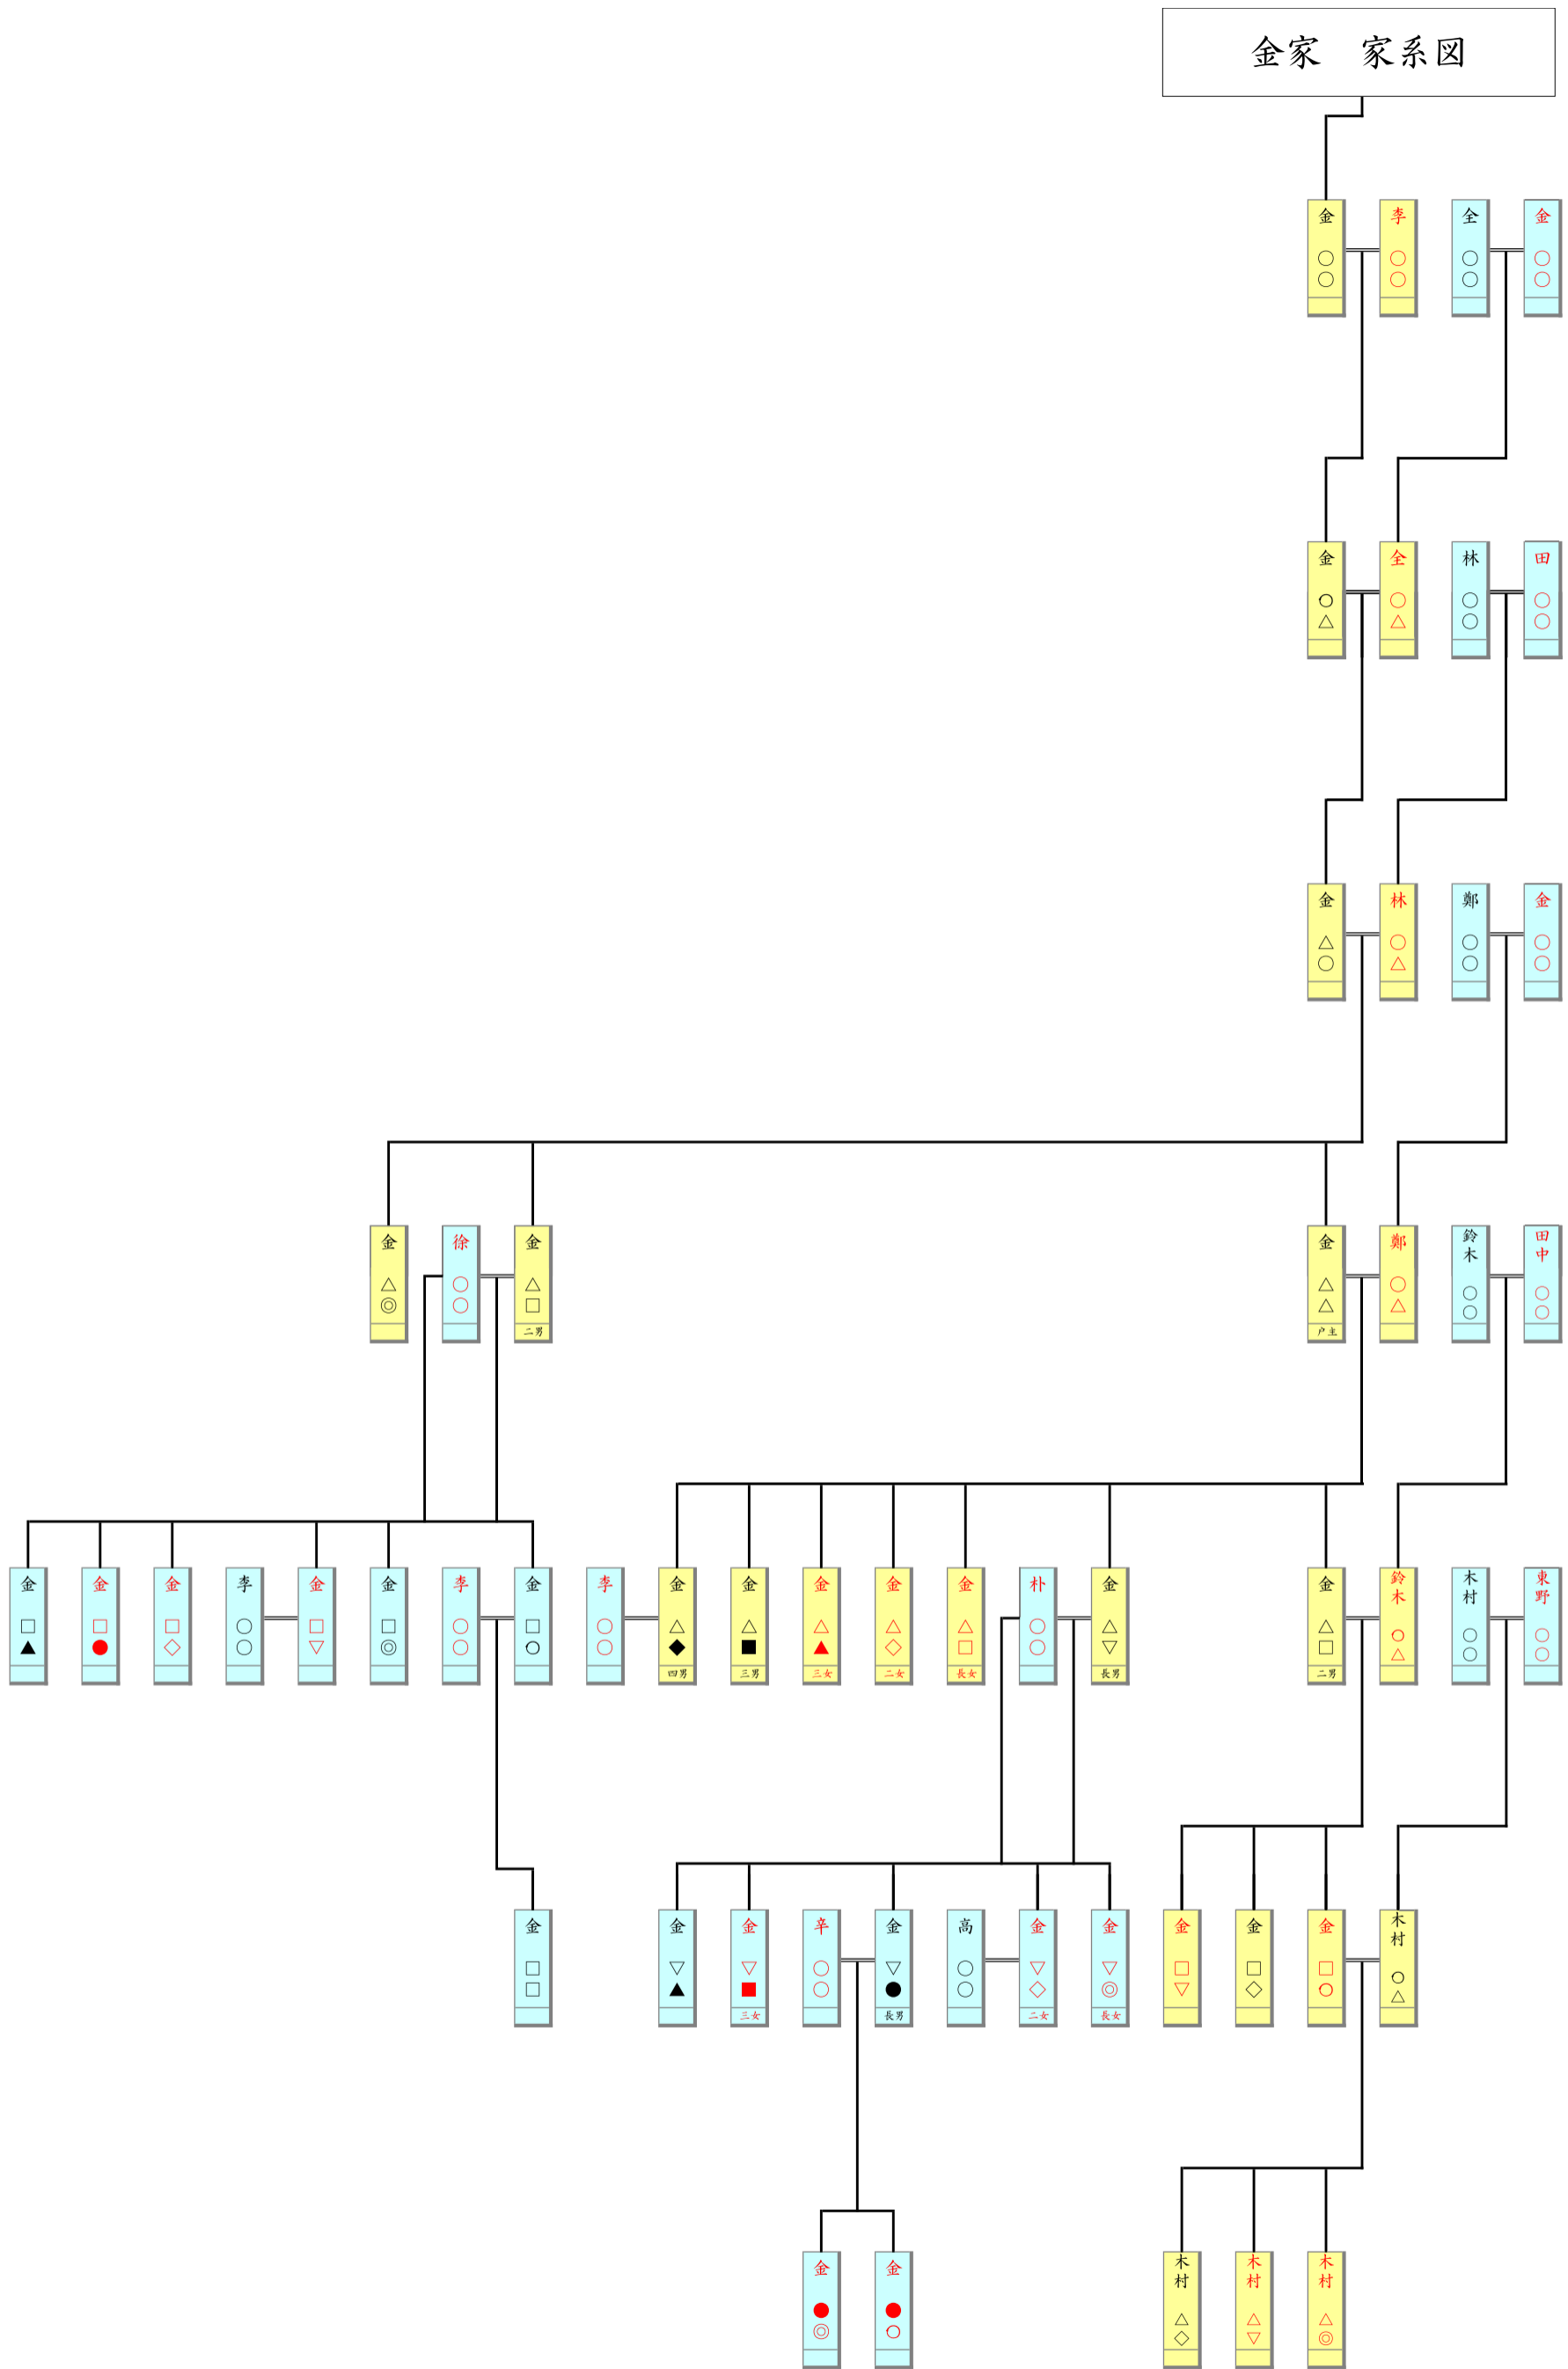 金家　家系図
金 ○○
李 ○○
全 ○○
金 ○○
金 ○△
全 ○△
林 ○○
田 ○○
金 △○
林 ○△
鄭 ○○
金 ○○
金 △◎
徐 ○○
金 △□ 二男
金 △△ 戸主
鄭 ○△
鈴木 ○○
田中 ○○
金 □▲
金 □●
金 □◇
李 ○○
金 □▽
金 □◎
李 ○○
金 □○
李 ○○
金 △◆ 四男
金 △■ 三男
金 △▲ 三女
金 △◇ 二女
金 △□ 長女
朴 ○○
金 △▽ 長男
金 △□ 二男
鈴木 ○△
木村 ○○
東野 ○○
金 □□
金 ▽▲
金 ▽■ 三女
辛 ○○
金 ▽● 長男
高 ○○
金 ▽◇ 二女
金 ▽◎ 長女
金 □▽
金 □◇
金 □○
木村 ○△
金 ●◎
金 ●○
木村 △◇
木村 △▽
木村 △◎